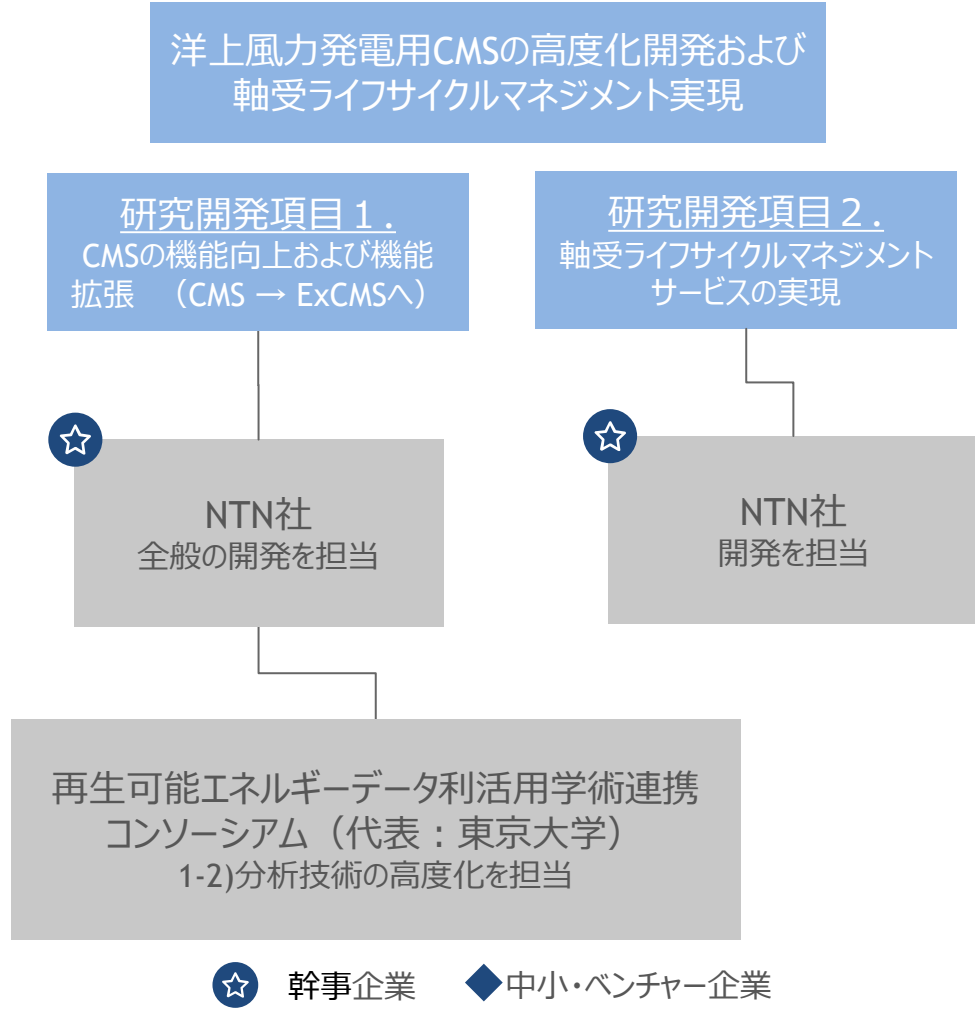 洋上風力発電用CMSの高度化開発および
軸受ライフサイクルマネジメント実現
研究開発項目１.
CMSの機能向上および機能
拡張　（CMS → ExCMSへ）
研究開発項目２.
軸受ライフサイクルマネジメント
サービスの実現
NTN社
全般の開発を担当
NTN社
開発を担当
再生可能エネルギーデータ利活用学術連携
コンソーシアム（代表：東京大学）
1-2)分析技術の高度化を担当
幹事企業
中小・ベンチャー企業